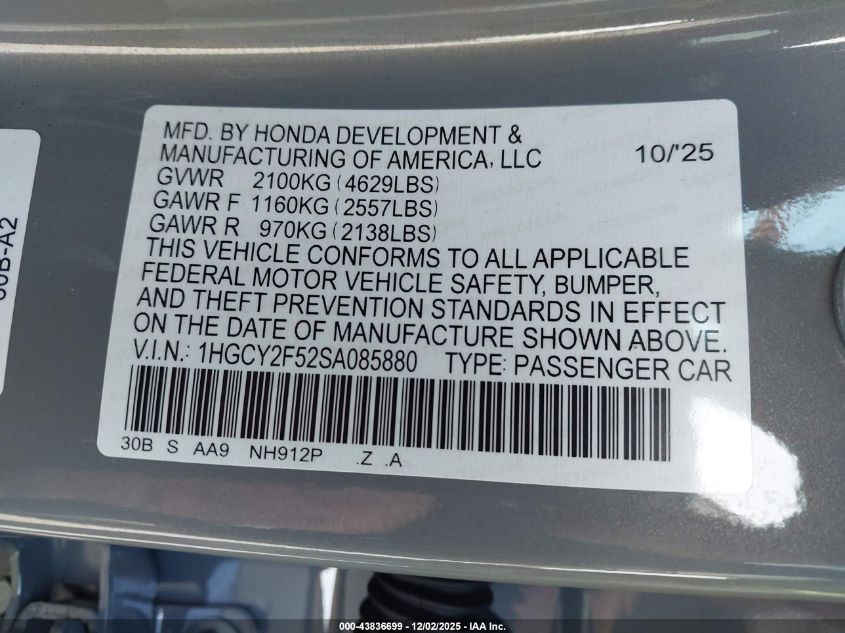 MFD. BY HONDA DEVELOPMENT &
MANUFACTURING OF AMERICA, LLC 10/'25
GVWR 2100KG (4629LBS)
GAWR F 1160KG (2557LBS)
GAWR R 970KG (2138LBS)
THIS VEHICLE CONFORMS TO ALL APPLICABLE
FEDERAL MOTOR VEHICLE SAFETY, BUMPER,
AND THEFT PREVENTION STANDARDS IN EFFECT
ON THE DATE OF MANUFACTURE SHOWN ABOVE.
V.I.N.: 1HGCY2F52SA085880 TYPE: PASSENGER CAR
30B S AA9 NH912P .Z .A
000-43836699 - 12/02/2025 - IAA Inc.